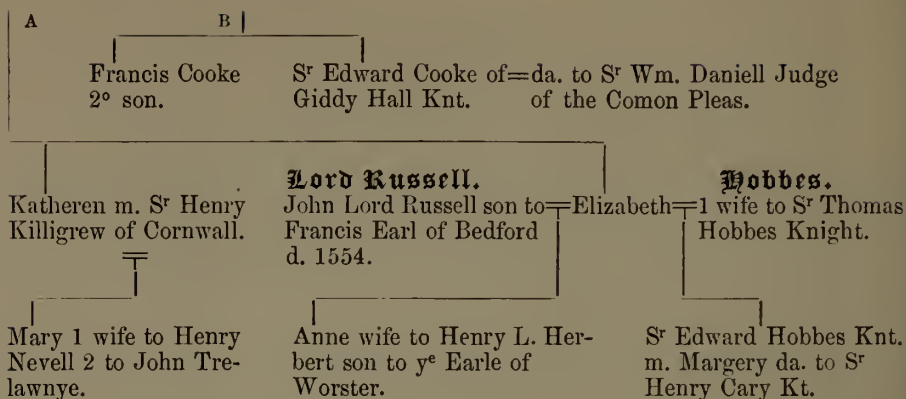 A
B
Francis Cooke
2° son.
Sʳ Edward Cooke of=da. to Sʳ Wm. Daniell Judge
Giddy Hall Knt. of the Comon Pleas.
Katheren m. Sʳ Henry
Killigrew of Cornwall.
Lord Russell.
John Lord Russell son to=Elizabeth=1 wife to Sʳ Thomas
Francis Earl of Bedford
d. 1554.
Hobbes.
Hobbes Knight.
Mary 1 wife to Henry
Nevell 2 to John Tre-
lawnye.
Anne wife to Henry L. Her-
bert son to yᵉ Earle of
Worster.
Sʳ Edward Hobbes Knt.
m. Margery da. to Sʳ
Henry Cary Kt.